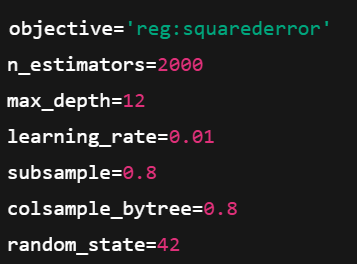 objective='reg:squarederror'
n_estimators=2000
max_depth=12
learning_rate=0.01
subsample=0.8
colsample_bytree=0.8
random_state=42